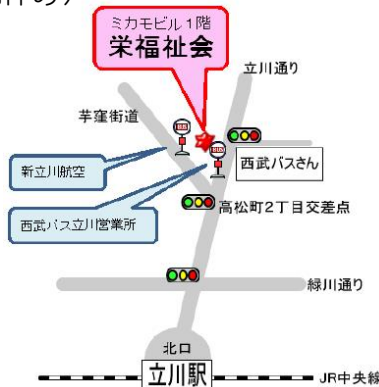 ミカモビル1階
栄福祉会
立川通り
芋窪街道
BUS
BUS
新立川航空
西武バスさん
西武バス立川営業所
高松町2丁目交差点
緑川通り
北口
立川駅
JR中央線